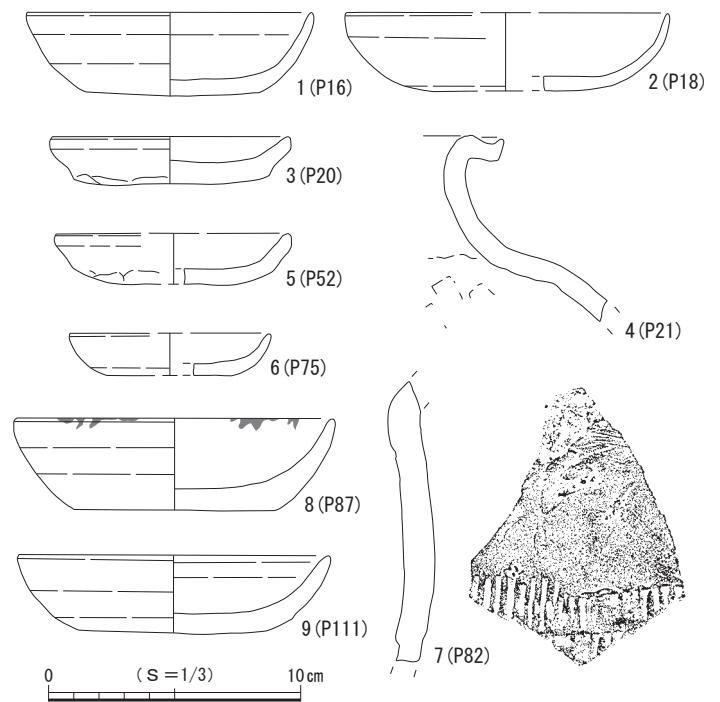 1(P16)
2(P18)
3(P20)
4(P21)
5(P52)
6(P75)
7(P82)
8(P87)
9(P111)
0 (S=1/3) 10cm